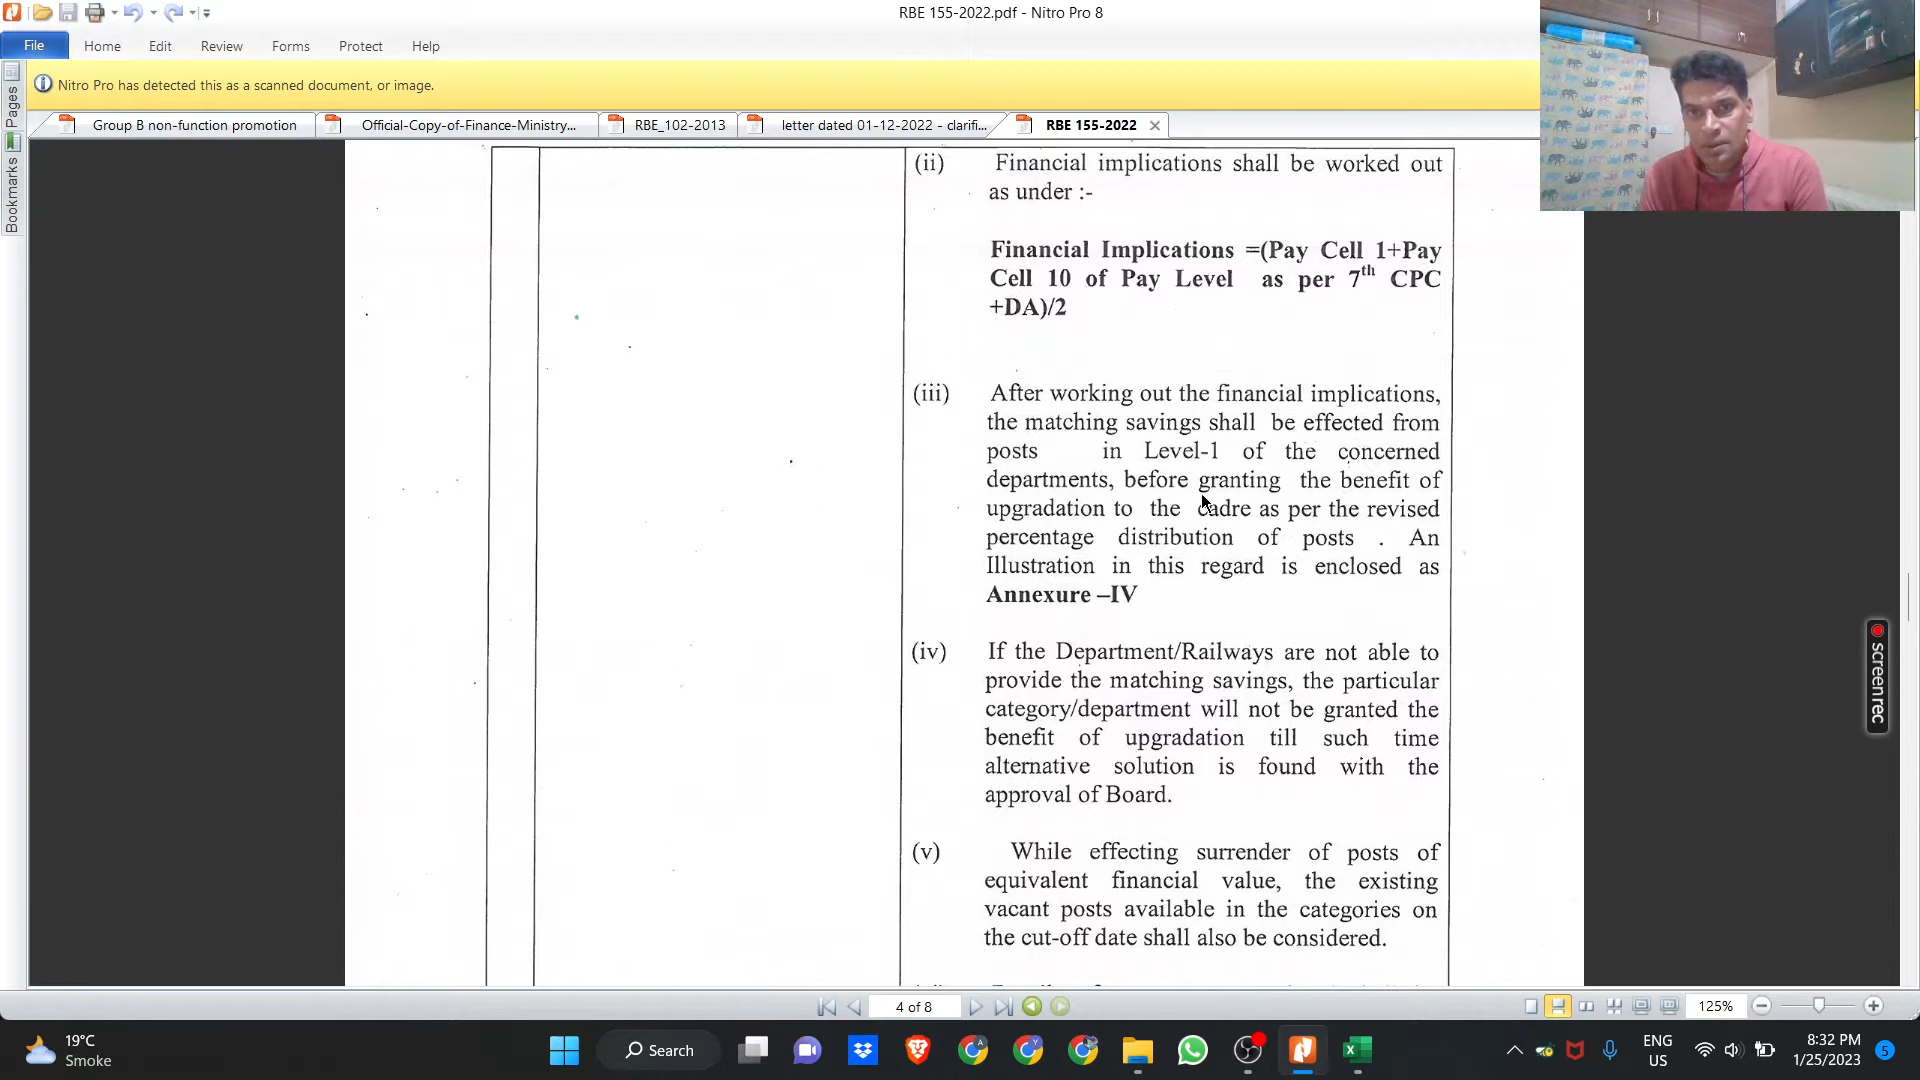 RBE 155-2022.pdf - Nitro Pro 8
File Home Edit Review Forms Protect Help
Nitro Pro has detected this as a scanned document, or image.
Pages
Bookmarks
Group B non-function promotion
Official-Copy-of-Finance-Ministry...
RBE_102-2013
letter dated 01-12-2022 - clarifi...
RBE 155-2022
(ii) Financial implications shall be worked out
as under :-
Financial Implications =(Pay Cell 1+Pay
Cell 10 of Pay Level as per 7th CPC
+DA)/2
(iii) After working out the financial implications,
the matching savings shall be effected from
posts in Level-1 of the concerned
departments, before granting the benefit of
upgradation to the cadre as per the revised
percentage distribution of posts . An
Illustration in this regard is enclosed as
Annexure –IV
(iv) If the Department/Railways are not able to
provide the matching savings, the particular
category/department will not be granted the
benefit of upgradation till such time
alternative solution is found with the
approval of Board.
(v) While effecting surrender of posts of
equivalent financial value, the existing
vacant posts available in the categories on
the cut-off date shall also be considered.
screenrec
4 of 8
125%
19°C
Smoke
Search
ENG
US
8:32 PM
1/25/2023
5